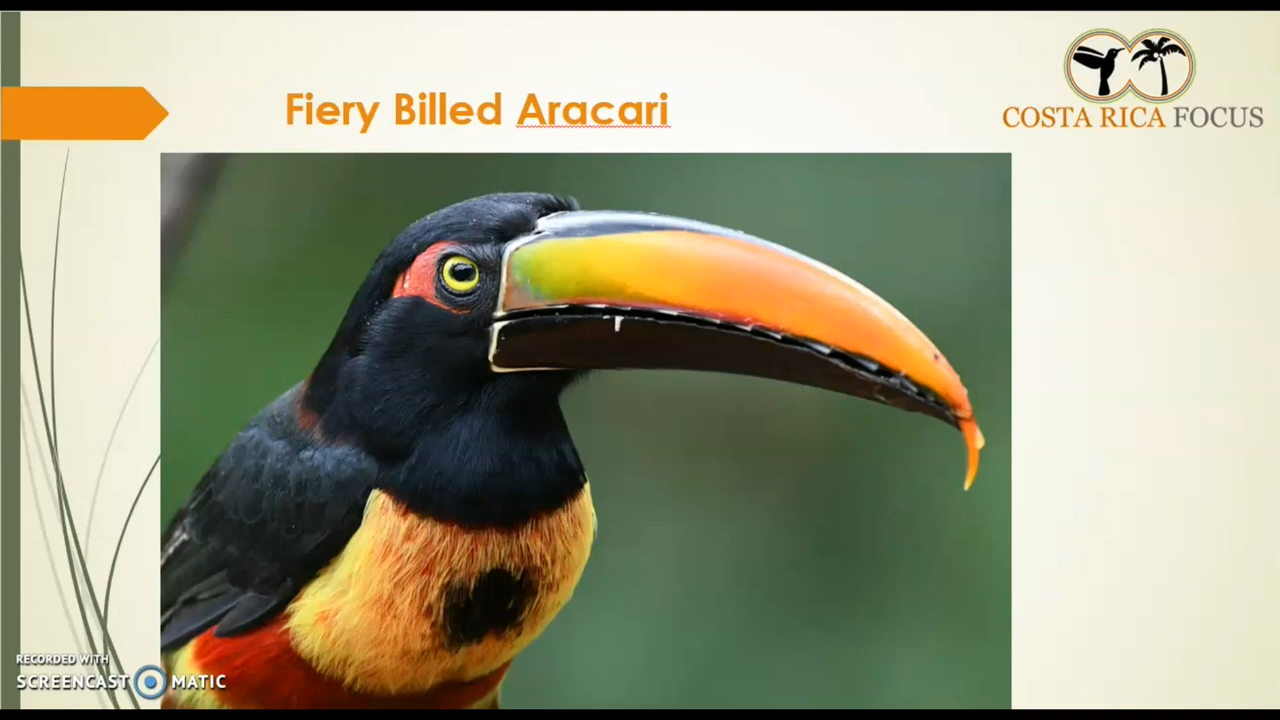 Fiery Billed Aracari
COSTA RICA FOCUS
RECORDED WITH
SCREENCAST MATIC